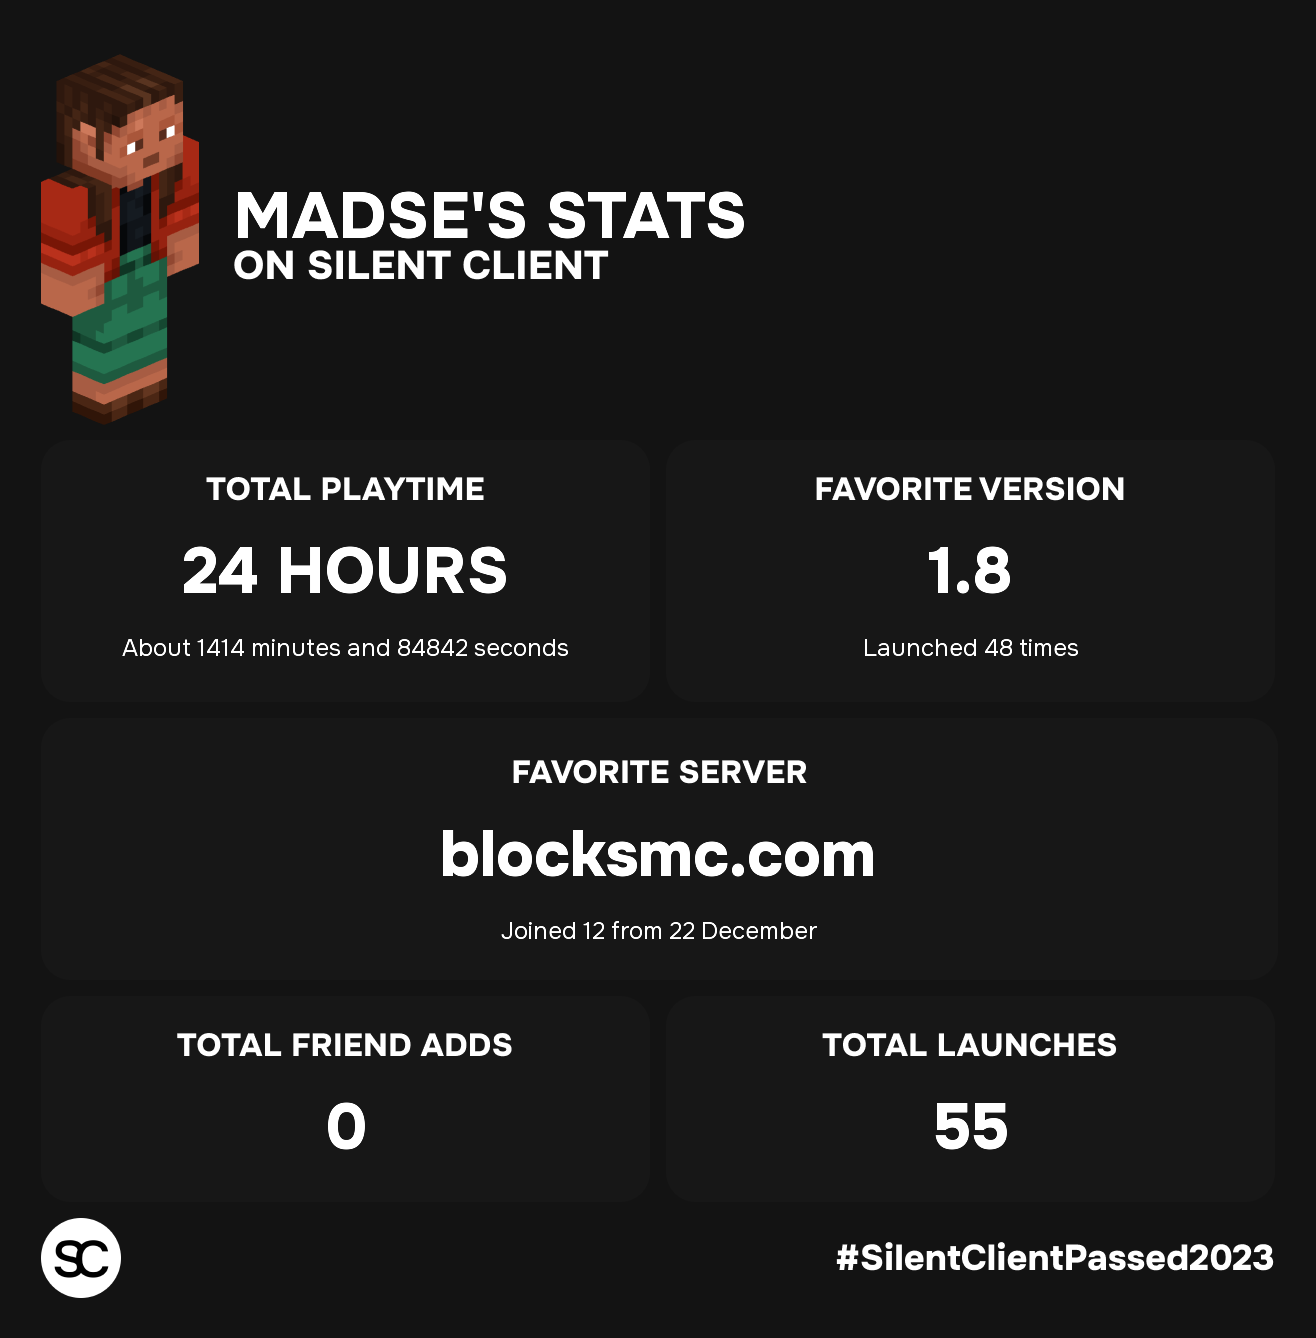 MADSE'S STATS
ON SILENT CLIENT
TOTAL PLAYTIME
24 HOURS
About 1414 minutes and 84842 seconds
FAVORITE VERSION
1.8
Launched 48 times
FAVORITE SERVER
blocksmc.com
Joined 12 from 22 December
TOTAL FRIEND ADDS
0
TOTAL LAUNCHES
55
SC
#SilentClientPassed2023